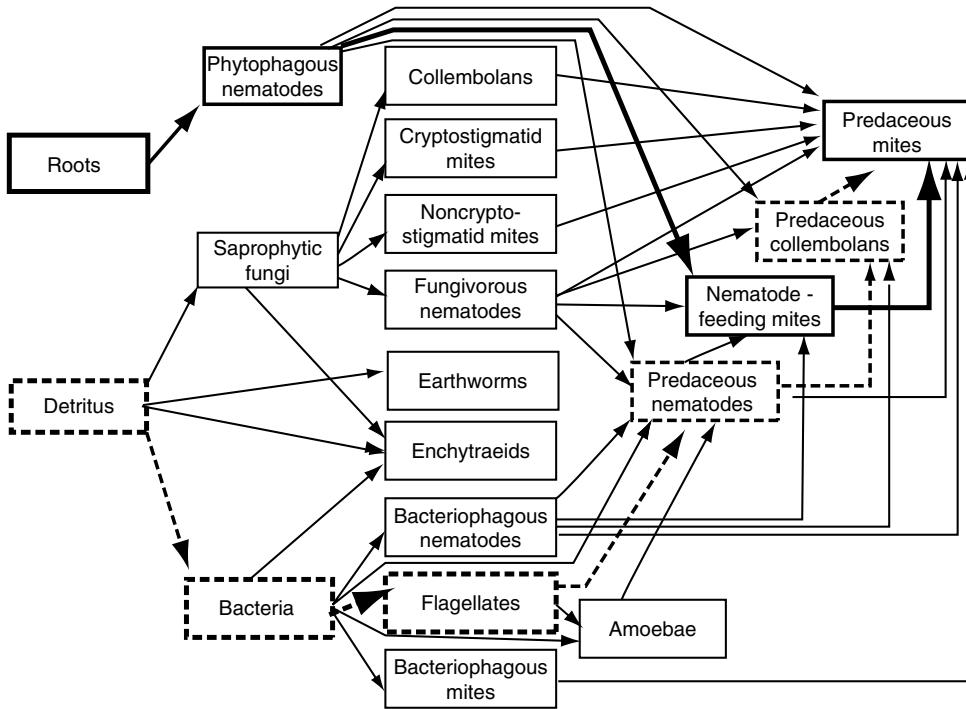 Phytophagous
nematodes
Collembolans
Predaceous
mites
Roots
Cryptostigmatid
mites
Noncrypto-
stigmatid mites
Predaceous
collembolans
Saprophytic
fungi
Fungivorous
nematodes
Nematode -
feeding mites
Earthworms
Predaceous
nematodes
Detritus
Enchytraeids
Bacteriophagous
nematodes
Bacteria
Flagellates
Amoebae
Bacteriophagous
mites